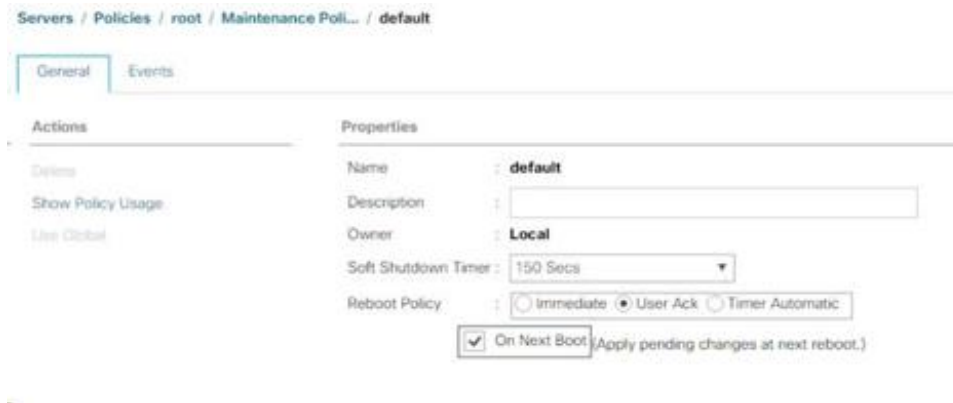 Servers / Policies / root / Maintenance Poli... / default
General Events
Actions
Delete
Show Policy Usage
Use Global
Properties
Name : default
Description :
Owner : Local
Soft Shutdown Timer : 150 Secs
Reboot Policy : Immediate User Ack Timer Automatic
On Next Boot (Apply pending changes at next reboot.)